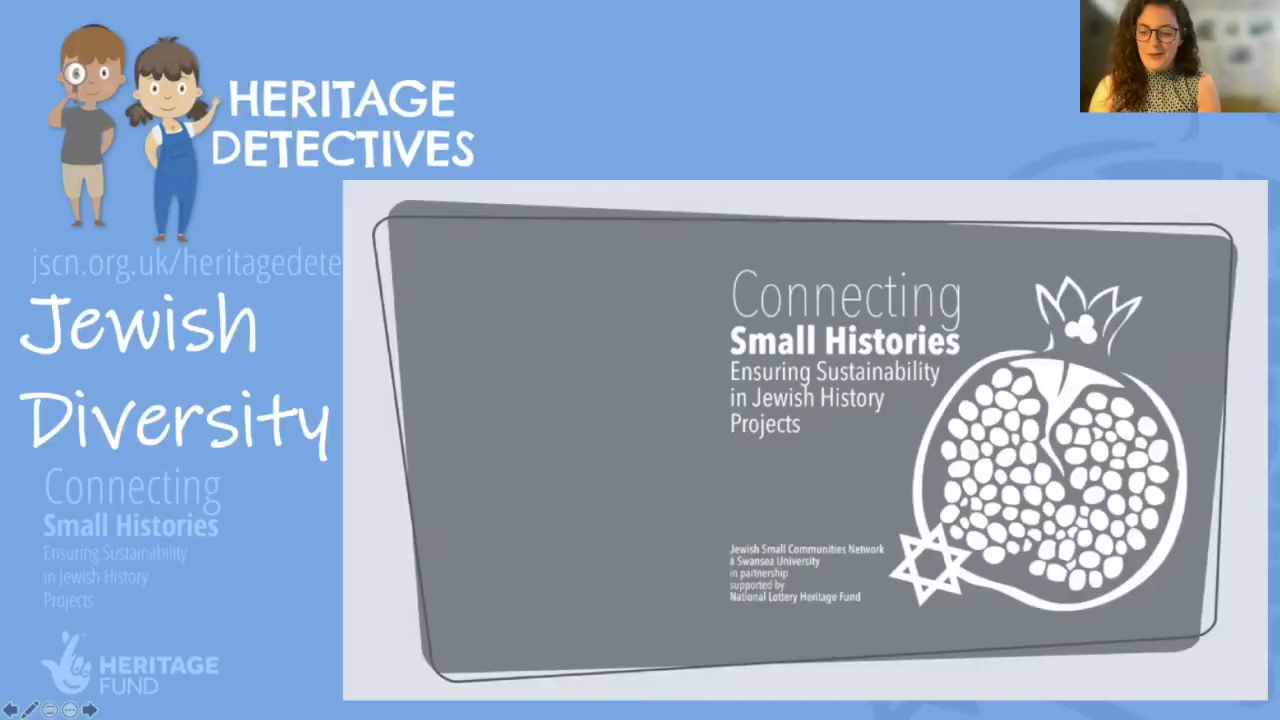 HERITAGE
DETECTIVES
jscn.org.uk/heritagedete
Jewish
Diversity
Connecting
Small Histories
Ensuring Sustainability
in Jewish History
Projects
HERITAGE
FUND
Connecting
Small Histories
Ensuring Sustainability
in Jewish History
Projects
Jewish Small Communities Network
& Swansea University
in partnership
supported by
National Lottery Heritage Fund